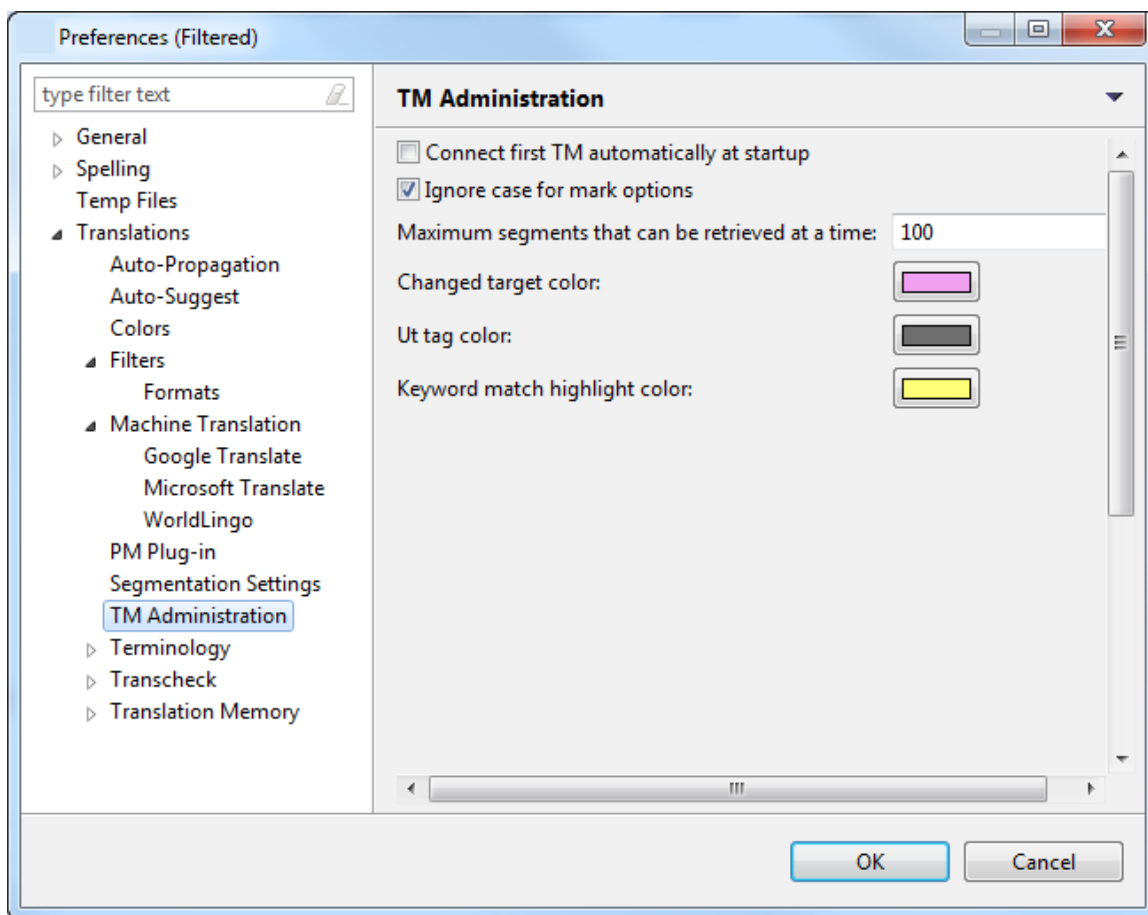 Preferences (Filtered)
type filter text
General
Spelling
Temp Files
Translations
Auto-Propagation
Auto-Suggest
Colors
Filters
Formats
Machine Translation
Google Translate
Microsoft Translate
WorldLingo
PM Plug-in
Segmentation Settings
TM Administration
Terminology
Transcheck
Translation Memory
TM Administration
Connect first TM automatically at startup
Ignore case for mark options
Maximum segments that can be retrieved at a time: 100
Changed target color:
Ut tag color:
Keyword match highlight color:
OK Cancel